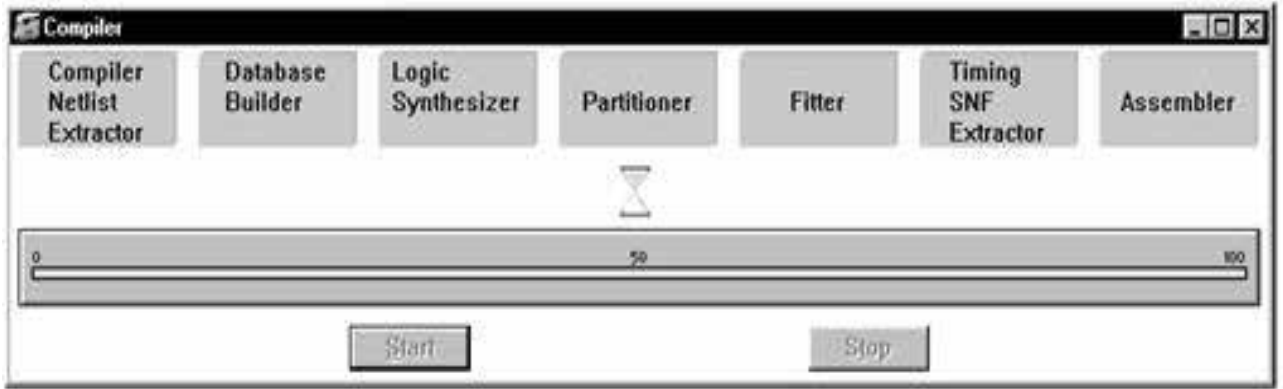 Compiler
Compiler
Netlist
Extractor
Database
Builder
Logic
Synthesizer
Partitioner
Fitter
Timing
SNF
Extractor
Assembler
0 50 100
Start Stop